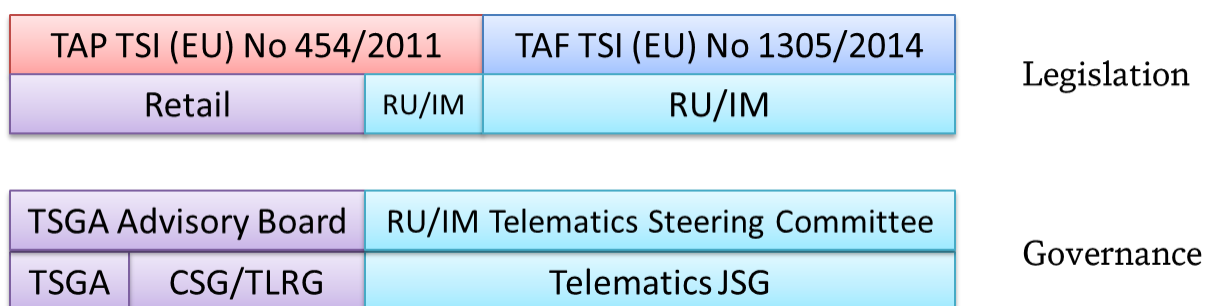 TAP TSI (EU) No 454/2011 TAF TSI (EU) No 1305/2014
Legislation
Retail RU/IM RU/IM
TSGA Advisory Board RU/IM Telematics Steering Committee
Governance
TSGA CSG/TLRG Telematics JSG